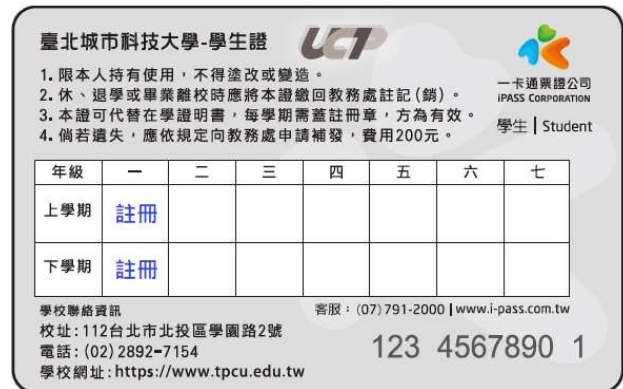 臺北城市科技大學-學生證 UCT
1. 限本人持有使用，不得塗改或變造。
2. 休、退學或畢業離校時應將本證繳回教務處註記(銷)。
3. 本證可代替在學證明書，每學期需蓋註冊章，方為有效。
4. 倘若遺失，應依規定向教務處申請補發，費用200元。
一卡通票證公司
iPASS CORPORATION
學生 | Student
年級 一 二 三 四 五 六 七
上學期 註冊
下學期 註冊
學校聯絡資訊
校址:112台北市北投區學園路2號
電話:(02)2892-7154
學校網址:https://www.tpcu.edu.tw
客服：(07)791-2000 | www.i-pass.com.tw
123 4567890 1